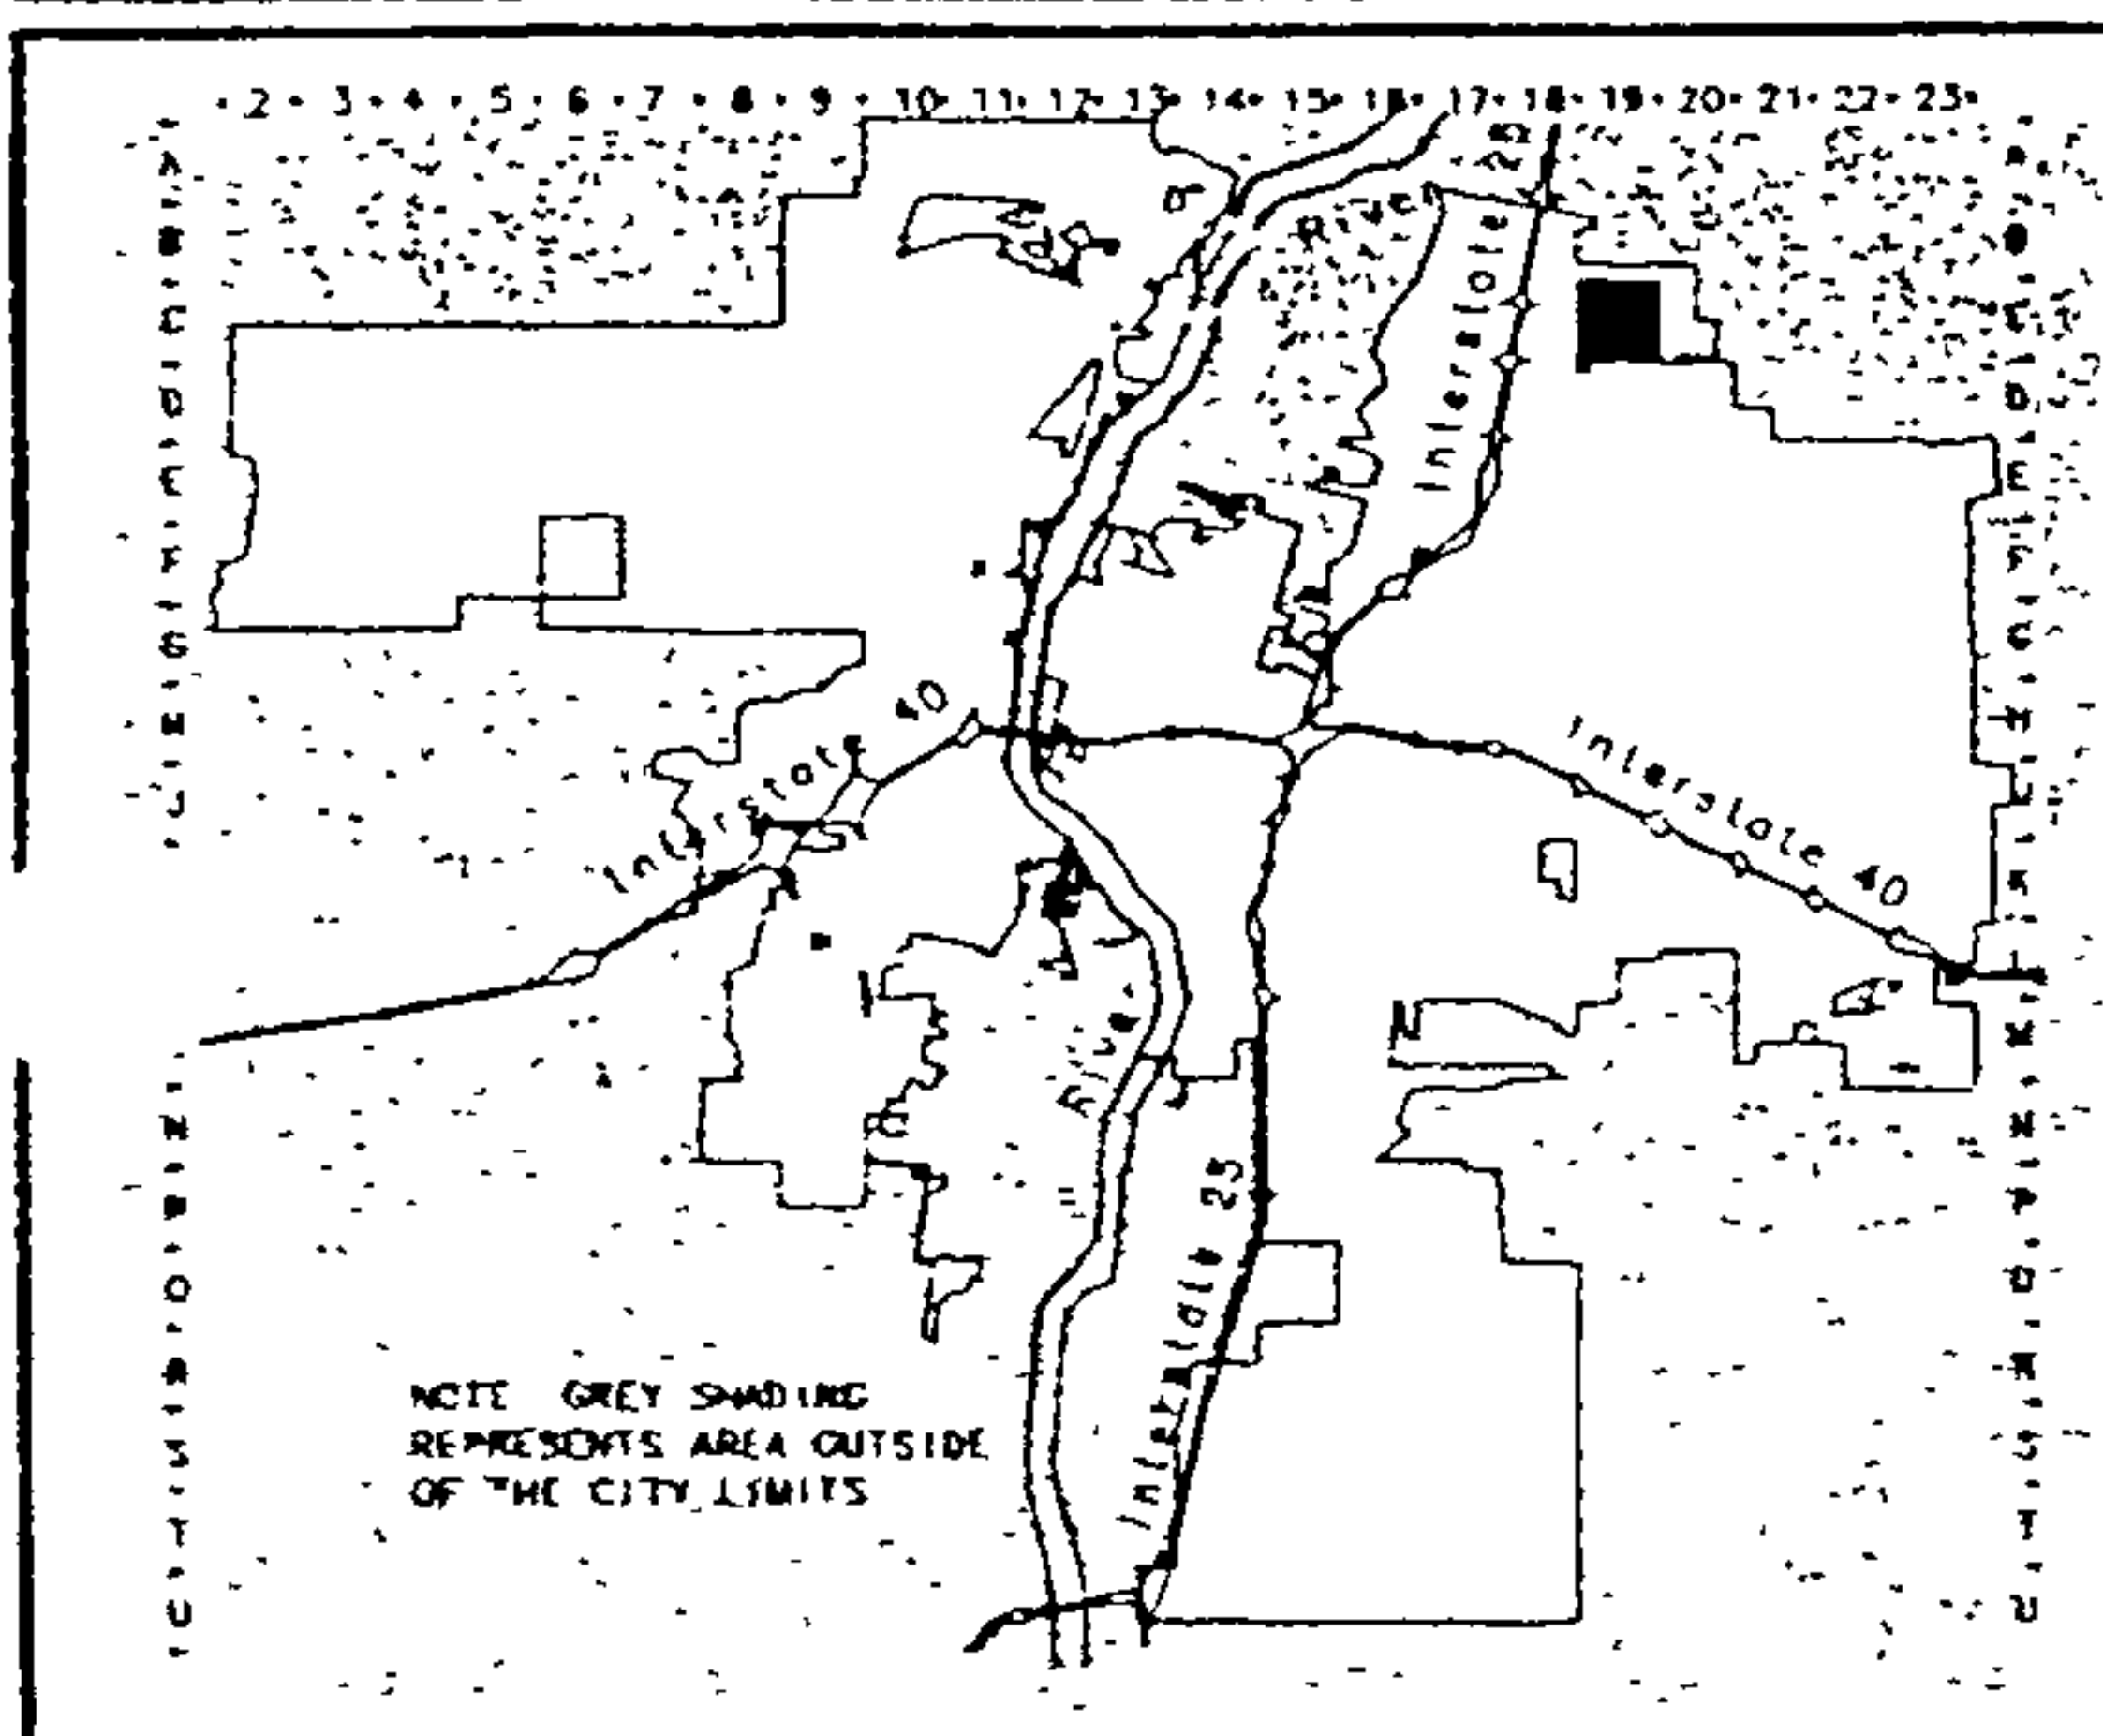 2 · 3 · 4 · 5 · 6 · 7 · 8 · 9 · 10 · 11 · 12 · 13 · 14 · 15 · 16 · 17 · 18 · 19 · 20 · 21 · 22 · 23
A
B
C
D
E
F
G
H
J
N
P
O
R
S
T
U
River
Interstate 25
Interstate 40
Interstate 40
River
Interstate 25
NOTE GREY SHADING
REPRESENTS AREA OUTSIDE
OF THE CITY LIMITS
C
D
E
F
G
H
J
K
L
M
N
P
O
R
S
T
U